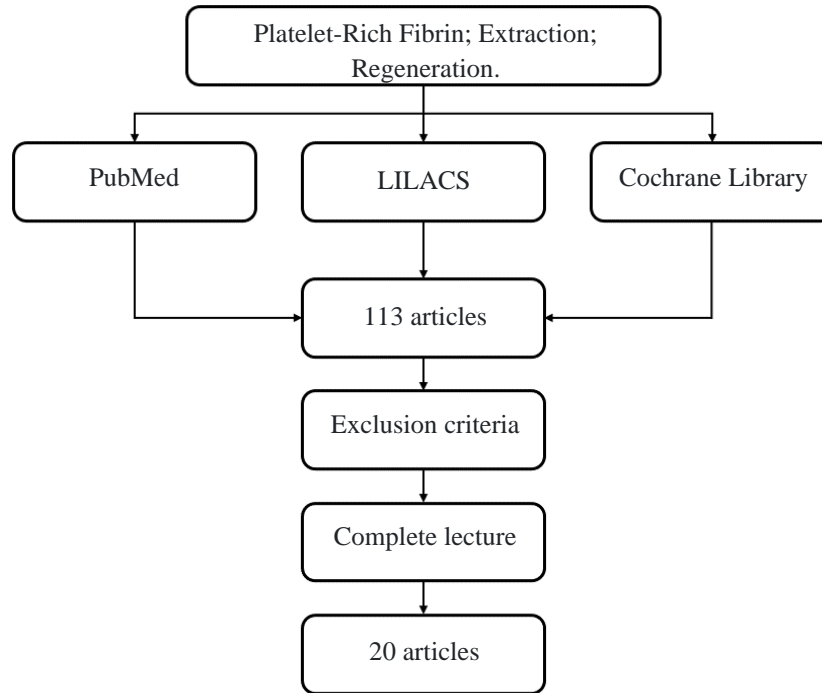 Platelet-Rich Fibrin; Extraction;
Regeneration.
PubMed
LILACS
Cochrane Library
113 articles
Exclusion criteria
Complete lecture
20 articles